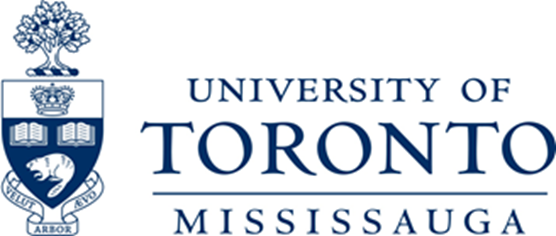 UNIVERSITY OF
TORONTO
MISSISSAUGA
VELUT
ARBOR
ÆVO